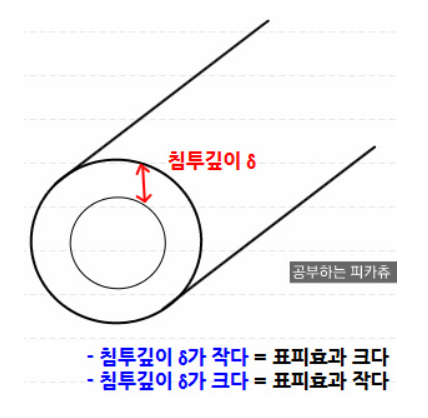 침투깊이 δ
공부하는 피카츄
- 침투깊이 δ가 작다 = 표피효과 크다
- 침투깊이 δ가 크다 = 표피효과 작다